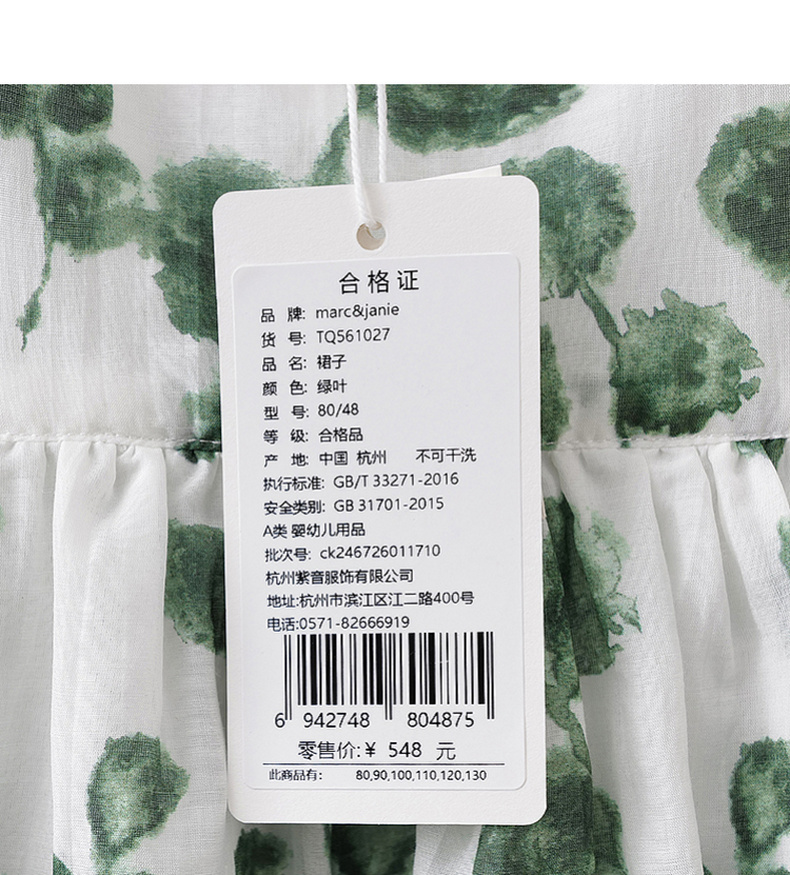 合格证
品 牌: marc&janie
货 号: TQ561027
品 名: 裙子
颜 色: 绿叶
型 号: 80/48
等 级: 合格品
产 地: 中国 杭州 不可干洗
执行标准: GB/T 33271-2016
安全类别: GB 31701-2015
A类 婴幼儿用品
批次号: ck246726011710
杭州紫音服饰有限公司
地址:杭州市滨江区江二路400号
电话:0571-82666919
6 942748 804875
零售价:¥ 548 元
此商品有: 80,90,100,110,120,130